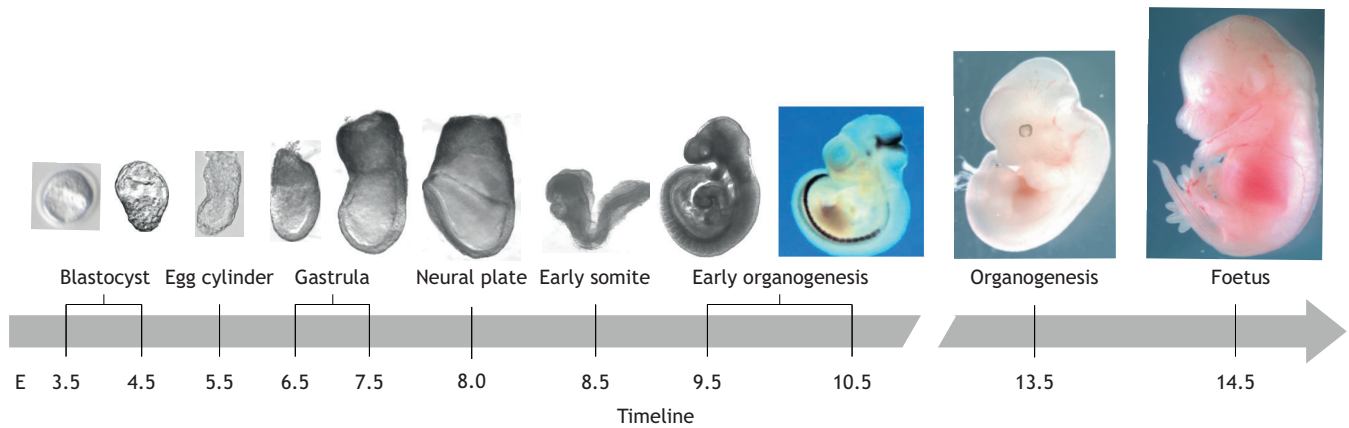 Blastocyst Egg cylinder Gastrula Neural plate Early somite Early organogenesis Organogenesis Foetus
E 3.5 4.5 5.5 6.5 7.5 8.0 8.5 9.5 10.5 13.5 14.5
Timeline